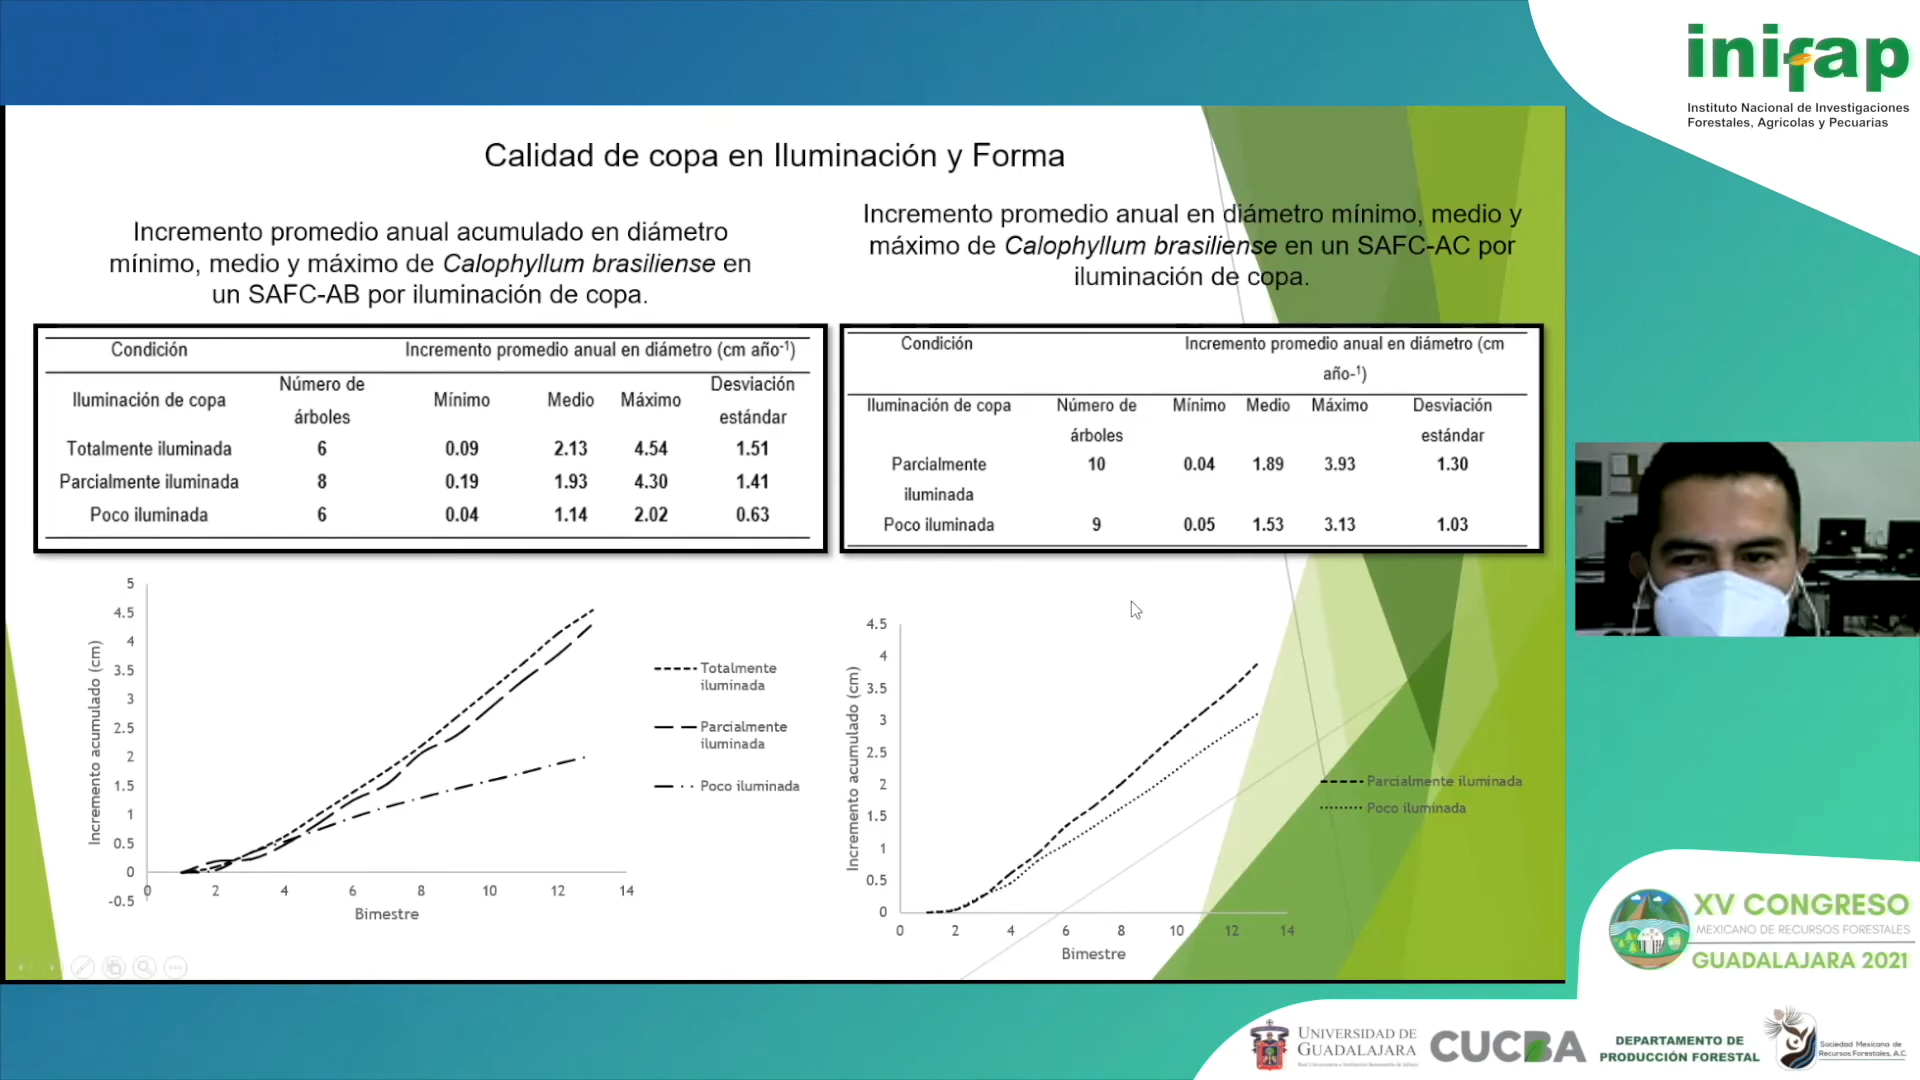 inifap
Instituto Nacional de Investigaciones
Forestales, Agrícolas y Pecuarias
Calidad de copa en Iluminación y Forma
Incremento promedio anual acumulado en diámetro
mínimo, medio y máximo de Calophyllum brasiliense en
un SAFC-AB por iluminación de copa.
Incremento promedio anual en diámetro mínimo, medio y
máximo de Calophyllum brasiliense en un SAFC-AC por
iluminación de copa.
Condición Incremento promedio anual en diámetro (cm año-1)
Iluminación de copa Número de árboles Mínimo Medio Máximo Desviación estándar
Totalmente iluminada 6 0.09 2.13 4.54 1.51
Parcialmente iluminada 8 0.19 1.93 4.30 1.41
Poco iluminada 6 0.04 1.14 2.02 0.63
Condición Incremento promedio anual en diámetro (cm
año-1)
Iluminación de copa Número de árboles Mínimo Medio Máximo Desviación estándar
Parcialmente iluminada 10 0.04 1.89 3.93 1.30
Poco iluminada 9 0.05 1.53 3.13 1.03
Incremento acumulado (cm)
5
4.5
4
3.5
3
2.5
2
1.5
1
0.5
0
-0.5
0 2 4 6 8 10 12 14
Bimestre
Totalmente
iluminada
Parcialmente
iluminada
Poco iluminada
Incremento acumulado (cm)
4.5
4
3.5
3
2.5
2
1.5
1
0.5
0
0 2 4 6 8 10 12 14
Bimestre
Parcialmente iluminada
Poco iluminada
XV CONGRESO
MEXICANO DE RECURSOS FORESTALES
GUADALAJARA 2021
UNIVERSIDAD DE
GUADALAJARA
CUCBA
DEPARTAMENTO DE
PRODUCCIÓN FORESTAL
Sociedad Mexicana de
Recursos Forestales, A.C.